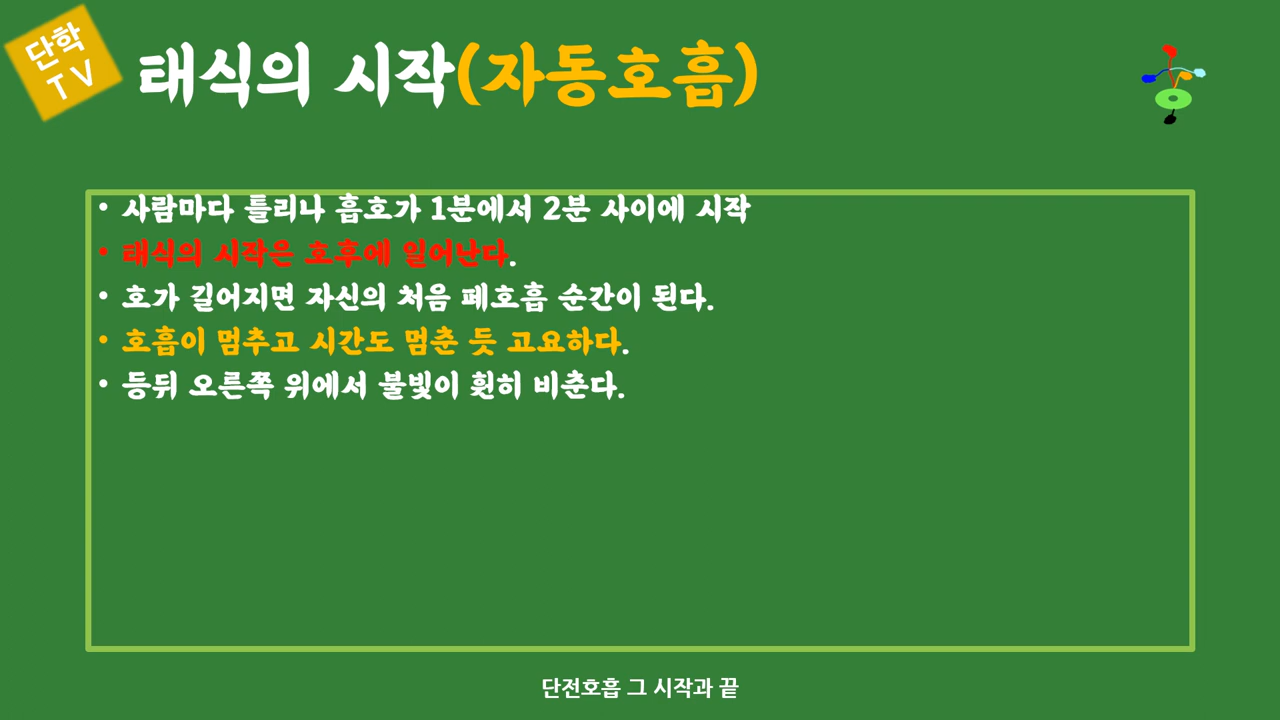 단학
TV
태식의 시작(자동호흡)
• 사람마다 틀리나 흡호가 1분에서 2분 사이에 시작
• 태식의 시작은 호후에 일어난다.
• 호가 길어지면 자신의 처음 폐호흡 순간이 된다.
• 호흡이 멈추고 시간도 멈춘 듯 고요하다.
• 등뒤 오른쪽 위에서 불빛이 훤히 비춘다.
단전호흡 그 시작과 끝